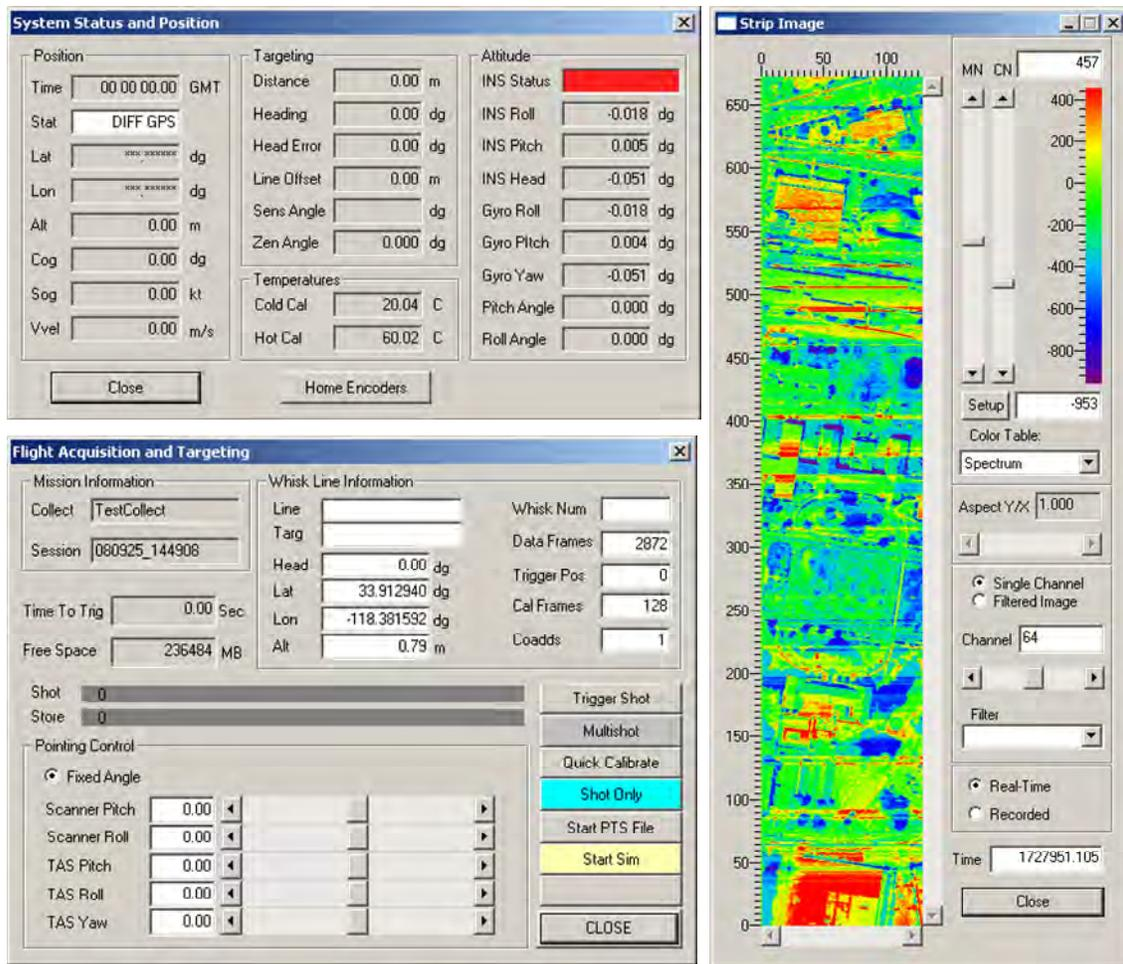 System Status and Position
Position
Time 00 00 00.00 GMT
Stat DIFF GPS
Lat ***.****** dg
Lon ***.****** dg
Alt 0.00 m
Cog 0.00 dg
Sog 0.00 kt
Vvel 0.00 m/s
Targeting
Distance 0.00 m
Heading 0.00 dg
Head Error 0.00 dg
Line Offset 0.00 m
Sens Angle dg
Zen Angle 0.000 dg
Temperatures
Cold Cal 20.04 C
Hot Cal 60.02 C
Attitude
INS Status
INS Roll -0.018 dg
INS Pitch 0.005 dg
INS Head -0.051 dg
Gyro Roll -0.018 dg
Gyro Pitch 0.004 dg
Gyro Yaw -0.051 dg
Pitch Angle 0.000 dg
Roll Angle 0.000 dg
Close
Home Encoders
Flight Acquisition and Targeting
Mission Information
Collect TestCollect
Session 080925_144908
Time To Trig 0.00 Sec
Free Space 236484 MB
Whisk Line Information
Line
Targ
Head 0.00 dg
Lat 33.912940 dg
Lon -118.381592 dg
Alt 0.79 m
Whisk Num
Data Frames 2872
Trigger Pos 0
Cal Frames 128
Coadds 1
Shot 0
Store 0
Pointing Control
Fixed Angle
Scanner Pitch 0.00
Scanner Roll 0.00
TAS Pitch 0.00
TAS Roll 0.00
TAS Yaw 0.00
Trigger Shot
Multishot
Quick Calibrate
Shot Only
Start PTS File
Start Sim
CLOSE
Strip Image
0 50 100
650
600
550
500
450
400
350
300
250
200
150
100
50
0
MN CN 457
400
200
0
-200
-400
-600
-800
Setup -953
Color Table:
Spectrum
Aspect Y/X 1.000
Single Channel
Filtered Image
Channel 64
Filter
Real-Time
Recorded
Time 1727951.105
Close